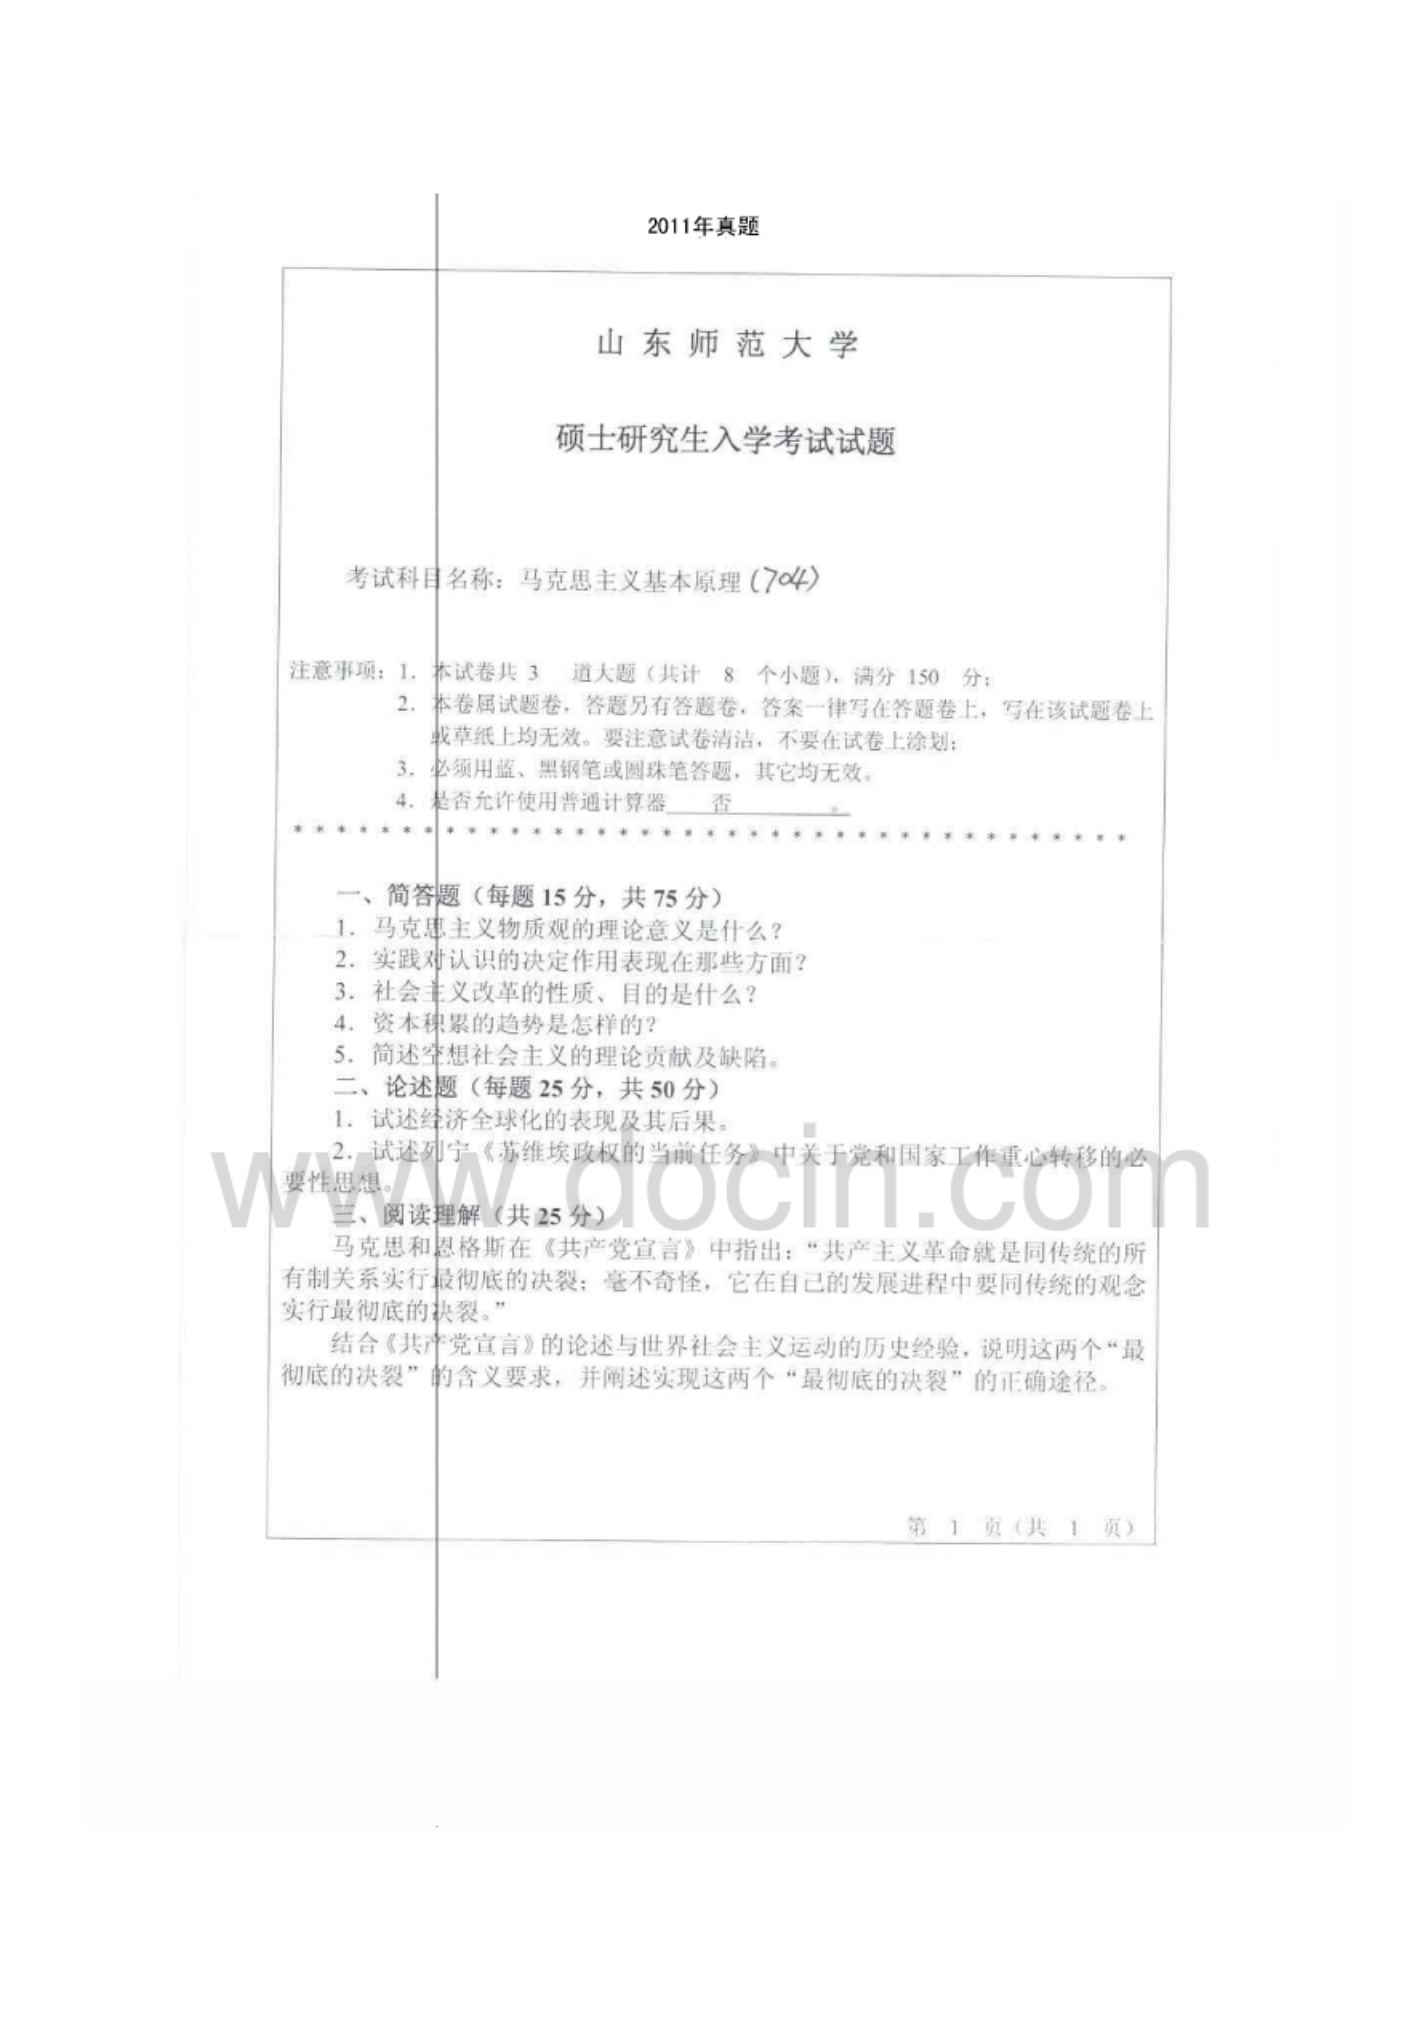 2011年真题
山东师范大学
硕士研究生入学考试试题
考试科目名称：马克思主义基本原理(704)
注意事项：1．本试卷共 3 道大题（共计 8 个小题），满分 150 分；
2．本卷属试题卷，答题另有答题卷，答案一律写在答题卷上，写在该试题卷上
或草纸上均无效。要注意试卷清洁，不要在试卷上涂划；
3．必须用蓝、黑钢笔或圆珠笔答题，其它均无效。
4．是否允许使用普通计算器 否 。
* * * * * * * * * * * * * * * * * * * * * * * * * * * * * * * * * * * * * * *
一、简答题（每题 15 分，共 75 分）
1．马克思主义物质观的理论意义是什么？
2．实践对认识的决定作用表现在那些方面？
3．社会主义改革的性质、目的是什么？
4．资本积累的趋势是怎样的？
5．简述空想社会主义的理论贡献及缺陷。
二、论述题（每题 25 分，共 50 分）
1．试述经济全球化的表现及其后果。
2．试述列宁《苏维埃政权的当前任务》中关于党和国家工作重心转移的必
要性思想。
www.docin.com
三、阅读理解（共 25 分）
马克思和恩格斯在《共产党宣言》中指出：“共产主义革命就是同传统的所
有制关系实行最彻底的决裂；毫不奇怪，它在自己的发展进程中要同传统的观念
实行最彻底的决裂。”
结合《共产党宣言》的论述与世界社会主义运动的历史经验，说明这两个“最
彻底的决裂”的含义要求，并阐述实现这两个“最彻底的决裂”的正确途径。
第 1 页（共 1 页）